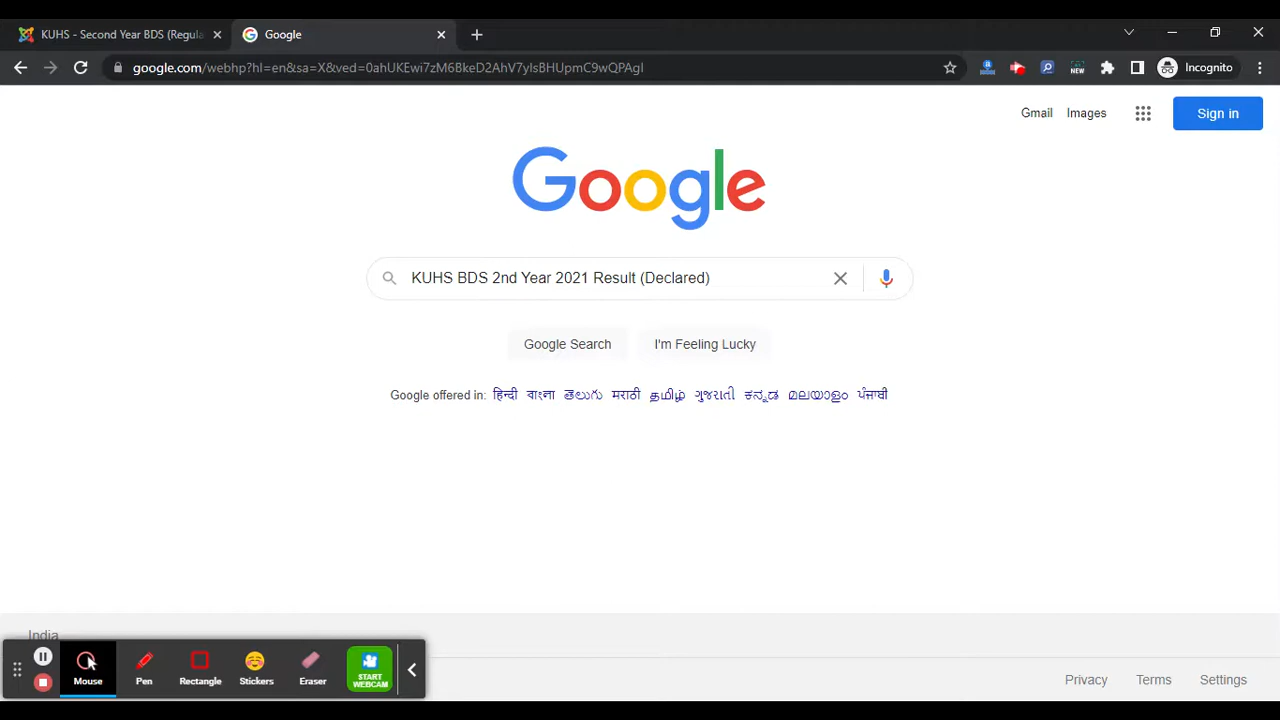 KUHS - Second Year BDS (Regula
Google
google.com/webhp?hl=en&sa=X&ved=0ahUKEwi7zM6BkeD2AhV7ylsBHUpmC9wQPAgI
NEW
Incognito
Gmail
Images
Sign in
Google
KUHS BDS 2nd Year 2021 Result (Declared)
Google Search
I'm Feeling Lucky
Google offered in: हिन्दी বাংলা తెలుగు मराठी தமிழ் ગુજરાતી ಕನ್ನಡ മലയാളം ਪੰਜਾਬੀ
India
Mouse
Pen
Rectangle
Stickers
Eraser
START
WEBCAM
Privacy
Terms
Settings